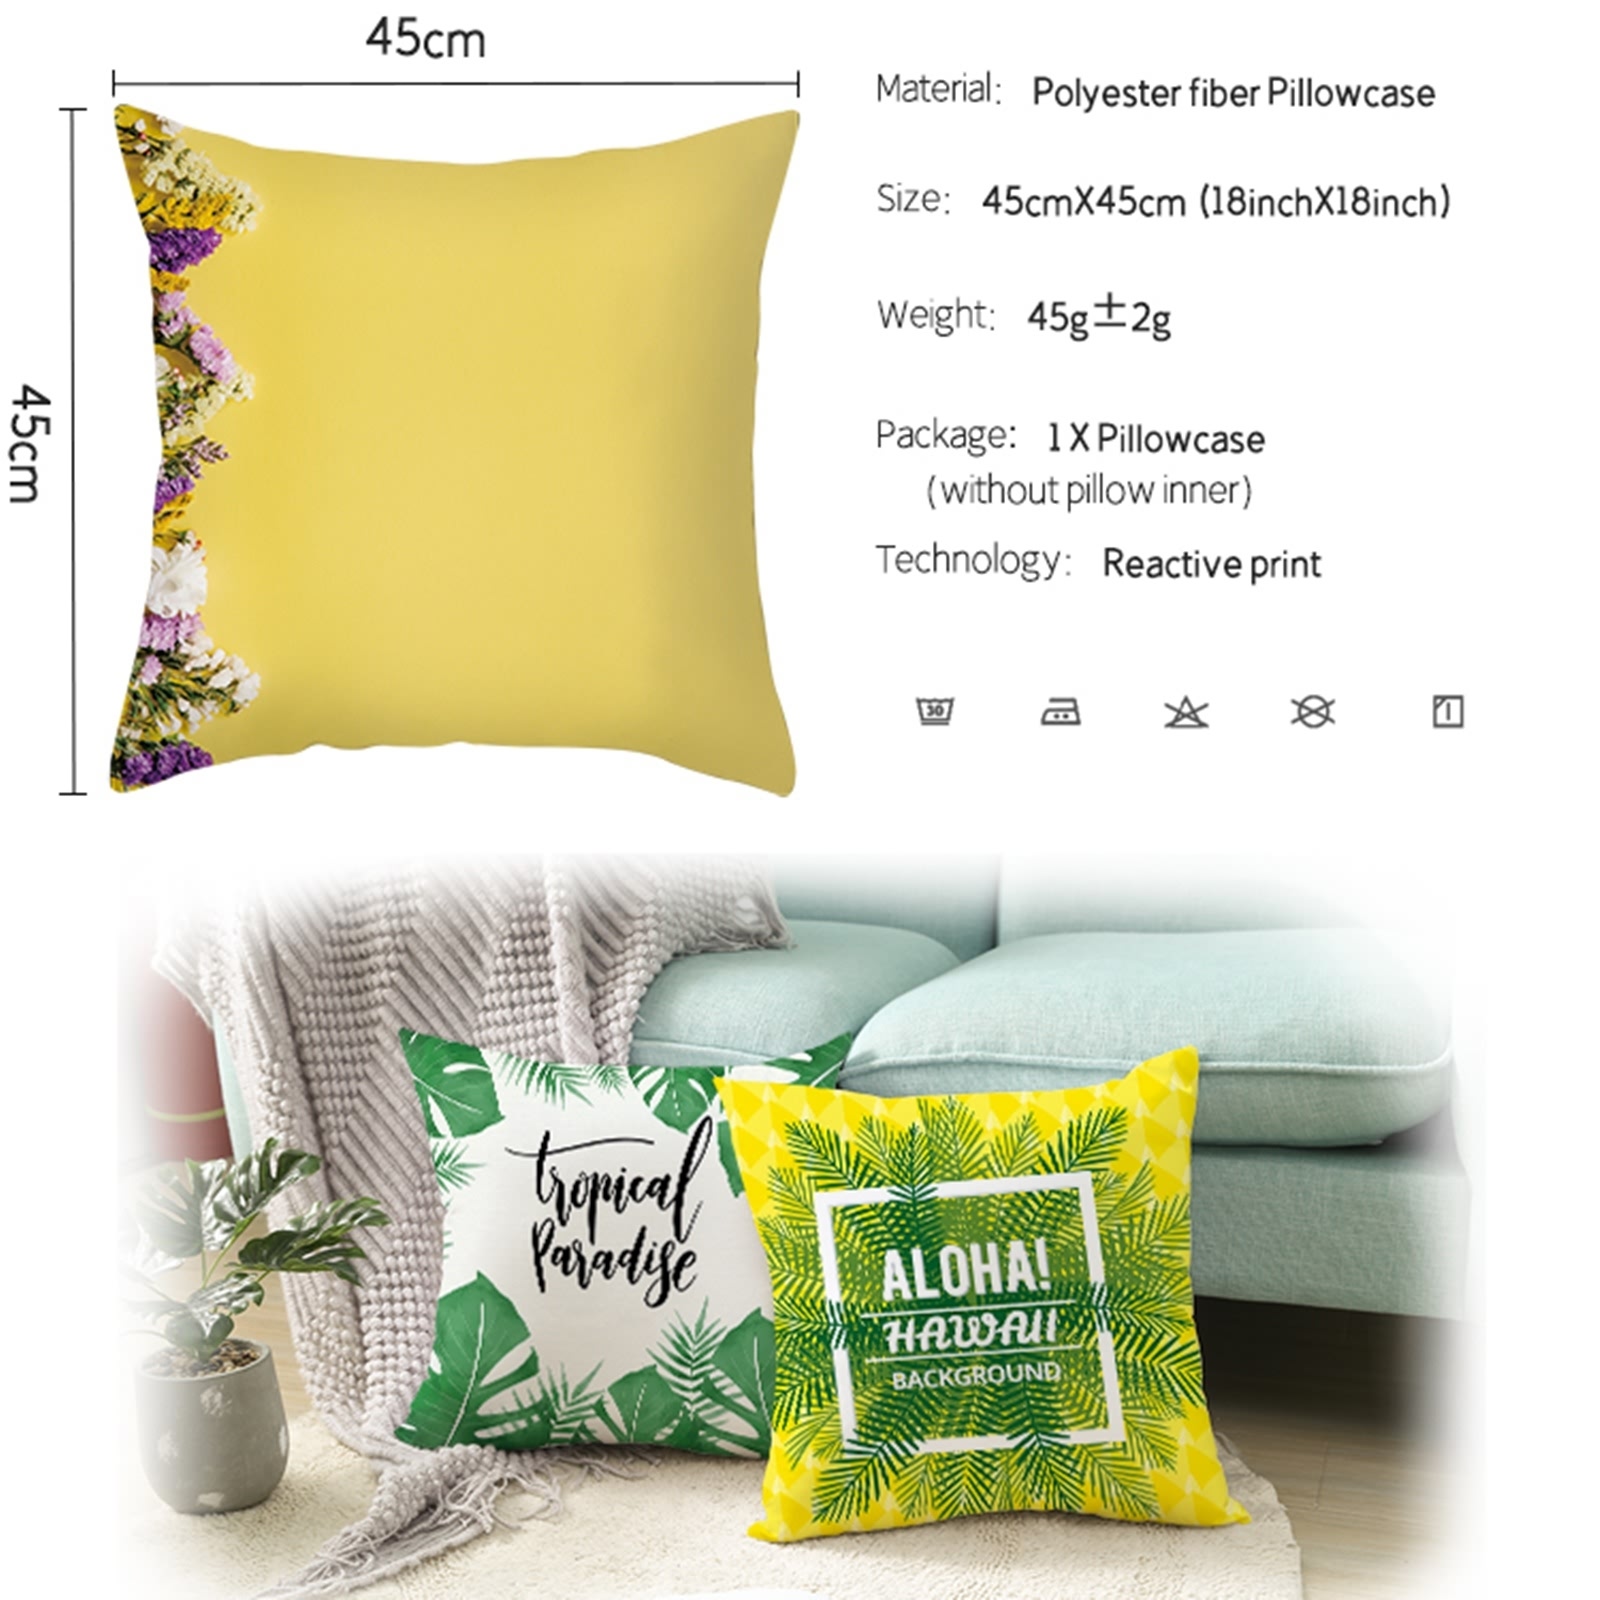 45cm
45cm
Material: Polyester fiber Pillowcase
Size: 45cmX45cm (18inchX18inch)
Weight: 45g±2g
Package: 1 X Pillowcase
(without pillow inner)
Technology: Reactive print
30
tropical
Paradise
ALOHA!
HAWAII
BACKGROUND